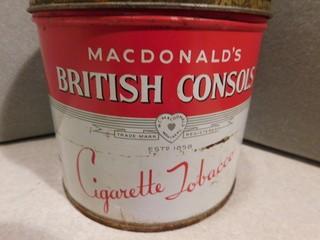 MACDONALD'S
BRITISH CONSOLS
TRADE MARK REGISTERED
ESTD 1858
Cigarette Tobacco